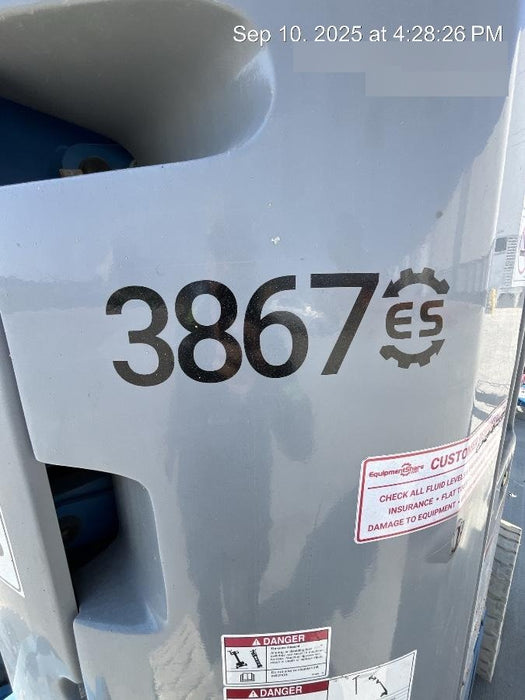 Sep 10, 2025 at 4:28:26 PM
3867 ES
EquipmentShare CUSTOM
CHECK ALL FLUID LEVEL
INSURANCE • FLAT
DAMAGE TO EQUIPMENT •
DANGER
DANGER